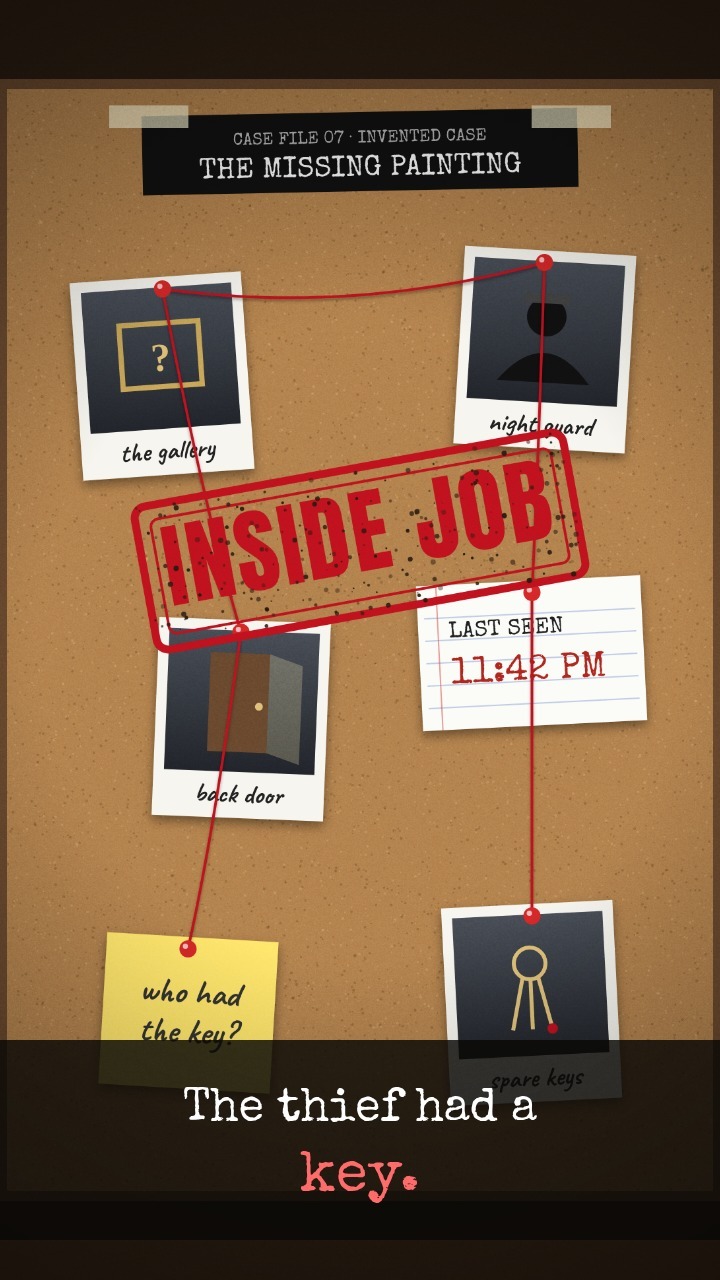 CASE FILE 07 · INVENTED CASE
THE MISSING PAINTING
?
the gallery
night guard
INSIDE JOB
LAST SEEN
11:42 PM
back door
who had
the key?
spare keys
The thief had a
key.